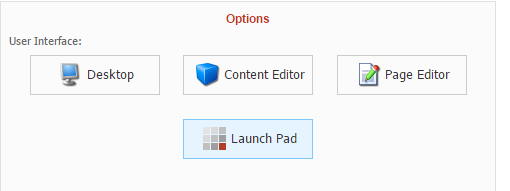 Options
User Interface:
Desktop
Content Editor
Page Editor
Launch Pad